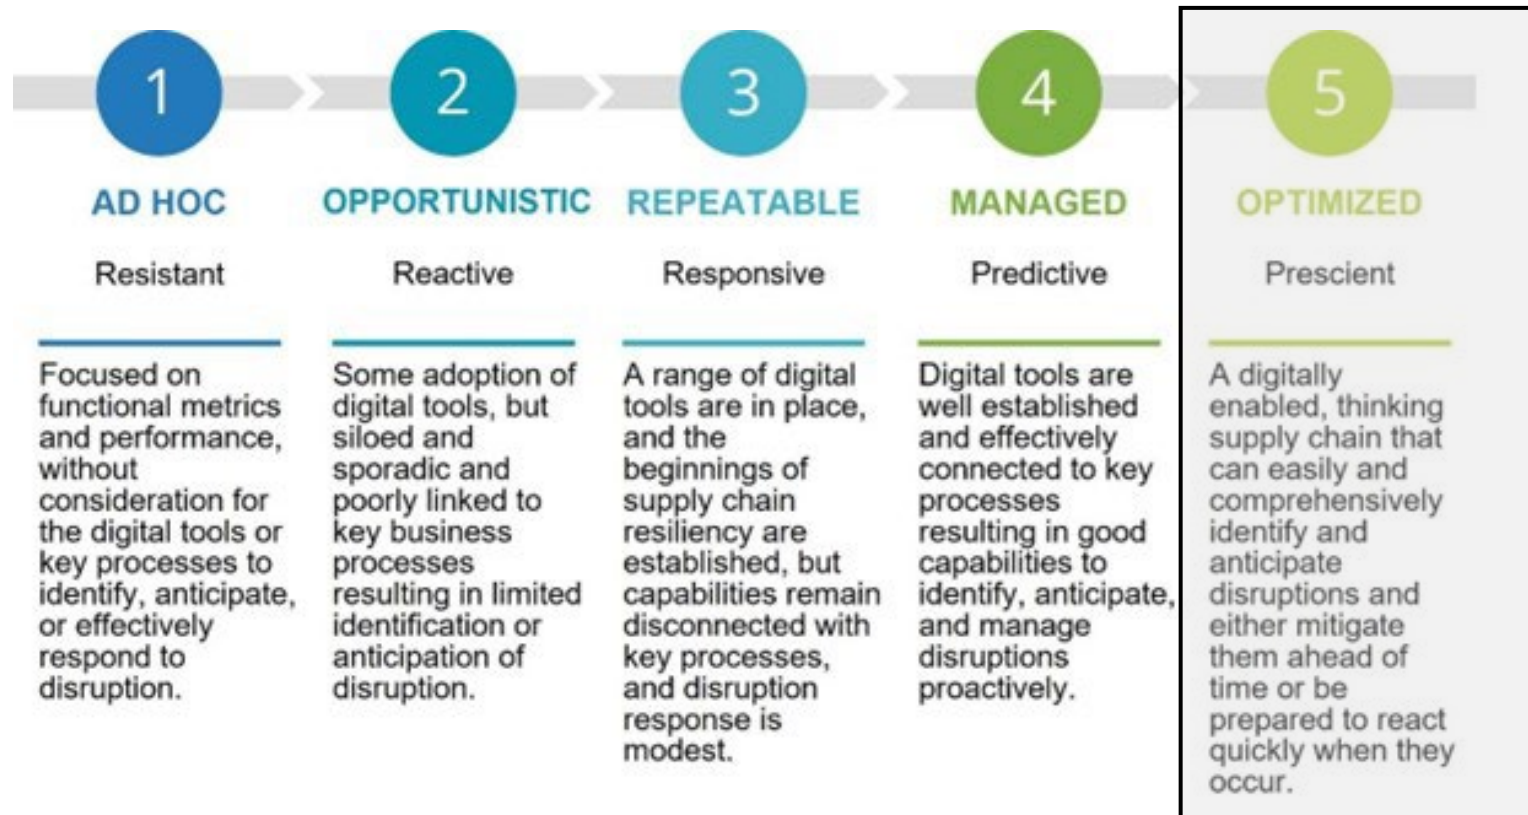 1
2
3
4
5
AD HOC
OPPORTUNISTIC
REPEATABLE
MANAGED
OPTIMIZED
Resistant
Reactive
Responsive
Predictive
Prescient
Focused on
functional metrics
and performance,
without
consideration for
the digital tools or
key processes to
identify, anticipate,
or effectively
respond to
disruption.
Some adoption of
digital tools, but
siloed and
sporadic and
poorly linked to
key business
processes
resulting in limited
identification or
anticipation of
disruption.
A range of digital
tools are in place,
and the
beginnings of
supply chain
resiliency are
established, but
capabilities remain
disconnected with
key processes,
and disruption
response is
modest.
Digital tools are
well established
and effectively
connected to key
processes
resulting in good
capabilities to
identify, anticipate,
and manage
disruptions
proactively.
A digitally
enabled, thinking
supply chain that
can easily and
comprehensively
identify and
anticipate
disruptions and
either mitigate
them ahead of
time or be
prepared to react
quickly when they
occur.